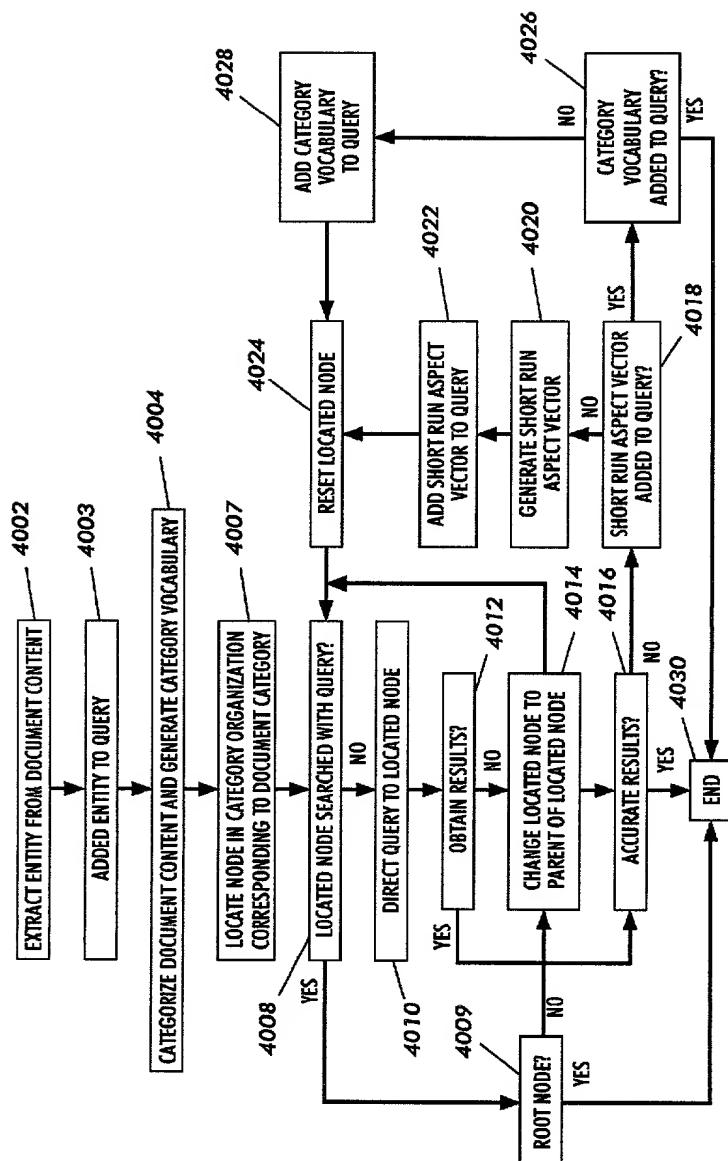 4002
EXTRACT ENTITY FROM DOCUMENT CONTENT
4003
ADDED ENTITY TO QUERY
4004
CATEGORIZE DOCUMENT CONTENT AND GENERATE CATEGORY VOCABULARY
4007
LOCATE NODE IN CATEGORY ORGANIZATION
CORRESPONDING TO DOCUMENT CATEGORY
4008
LOCATED NODE SEARCHED WITH QUERY?
YES
NO
4010
DIRECT QUERY TO LOCATED NODE
4012
OBTAIN RESULTS?
YES
NO
4009
ROOT NODE?
NO
YES
4014
CHANGE LOCATED NODE TO
PARENT OF LOCATED NODE
4016
ACCURATE RESULTS?
NO
YES
4030
END
4018
SHORT RUN ASPECT VECTOR
ADDED TO QUERY?
NO
YES
4020
GENERATE SHORT RUN
ASPECT VECTOR
4022
ADD SHORT RUN ASPECT
VECTOR TO QUERY
4024
RESET LOCATED NODE
4026
CATEGORY
VOCABULARY
ADDED TO QUERY?
NO
YES
4028
ADD CATEGORY
VOCABULARY
TO QUERY